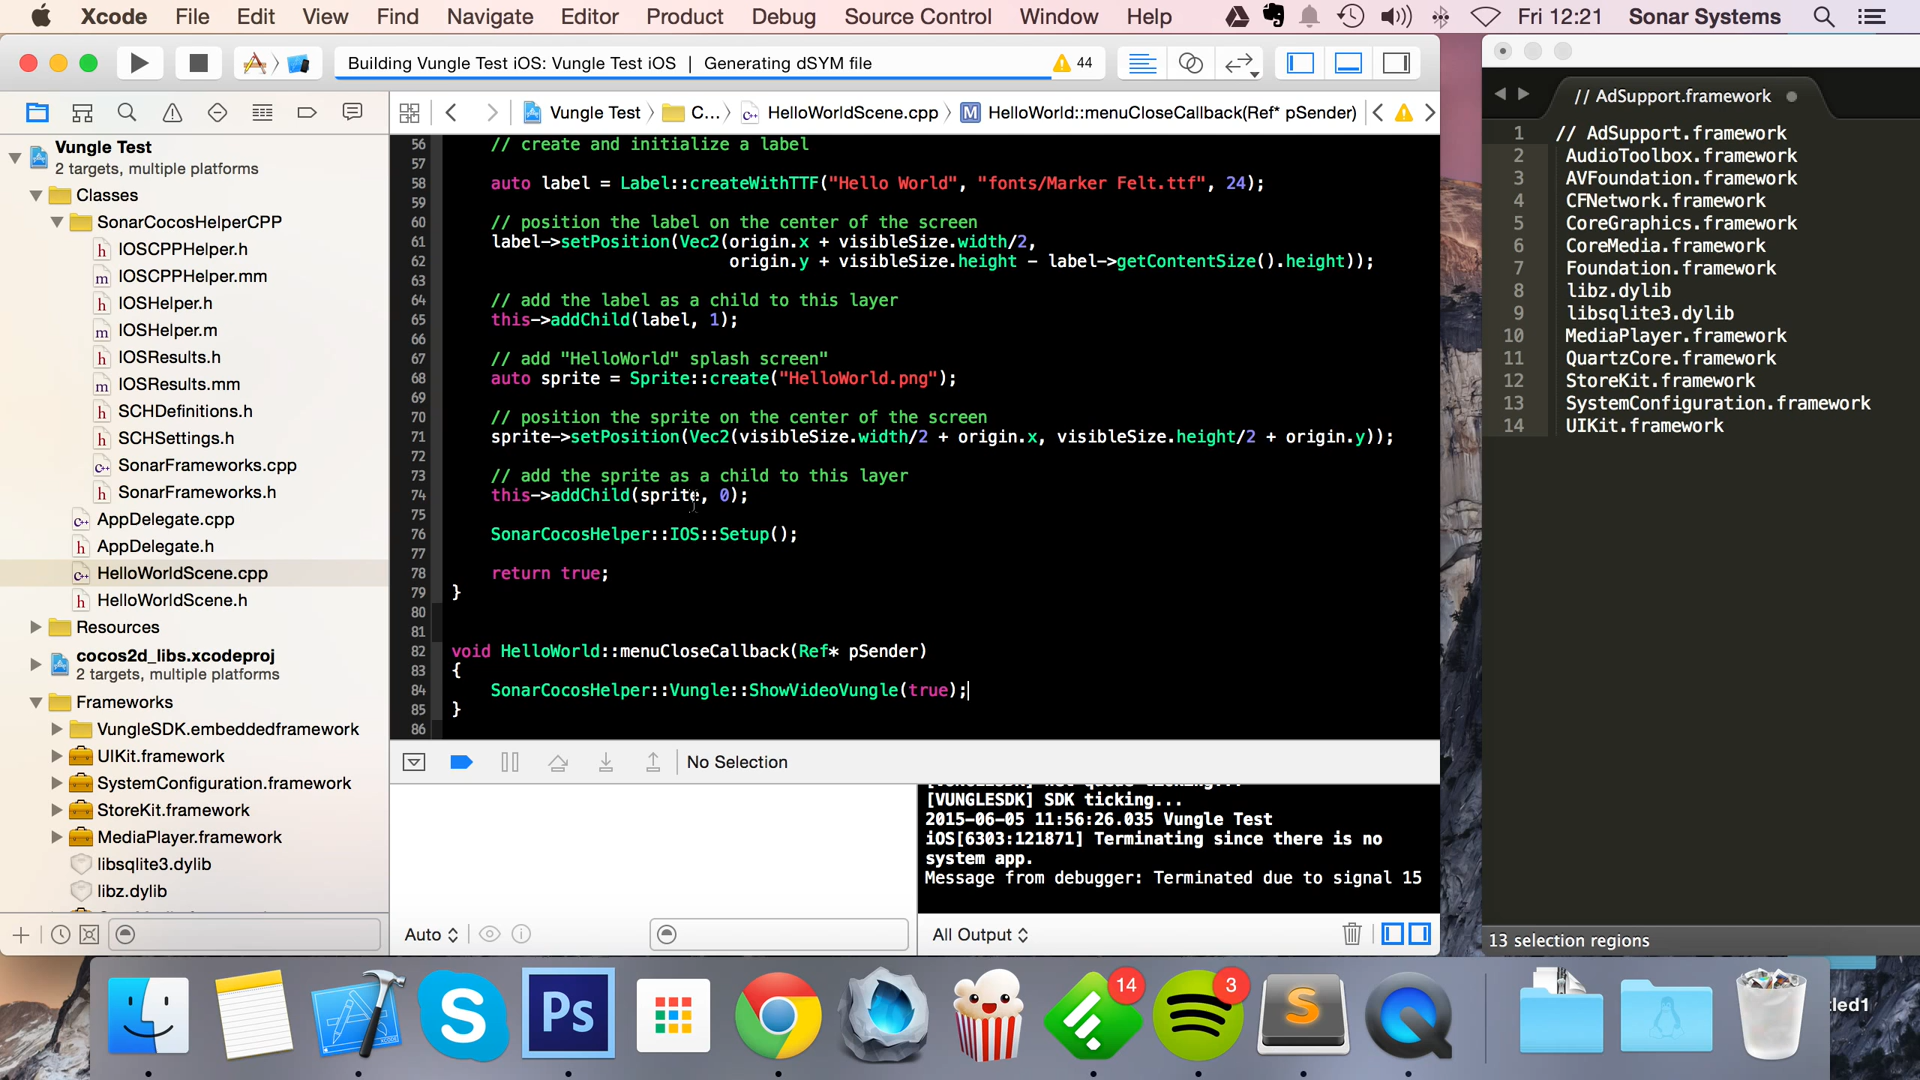 Xcode File Edit View Find Navigate Editor Product Debug Source Control Window Help Fri 12:21 Sonar Systems
Building Vungle Test iOS: Vungle Test iOS | Generating dSYM file 44
Vungle Test C... HelloWorldScene.cpp M HelloWorld::menuCloseCallback(Ref* pSender)
Vungle Test
2 targets, multiple platforms
Classes
SonarCocosHelperCPP
h IOSCPPHelper.h
m IOSCPPHelper.mm
h IOSHelper.h
m IOSHelper.m
h IOSResults.h
m IOSResults.mm
h SCHDefinitions.h
h SCHSettings.h
c++ SonarFrameworks.cpp
h SonarFrameworks.h
c++ AppDelegate.cpp
h AppDelegate.h
c++ HelloWorldScene.cpp
h HelloWorldScene.h
Resources
cocos2d_libs.xcodeproj
2 targets, multiple platforms
Frameworks
VungleSDK.embeddedframework
UIKit.framework
SystemConfiguration.framework
StoreKit.framework
MediaPlayer.framework
libsqlite3.dylib
libz.dylib
56 // create and initialize a label
57
58 auto label = Label::createWithTTF("Hello World", "fonts/Marker Felt.ttf", 24);
59
60 // position the label on the center of the screen
61 label->setPosition(Vec2(origin.x + visibleSize.width/2,
62 origin.y + visibleSize.height - label->getContentSize().height));
63
64 // add the label as a child to this layer
65 this->addChild(label, 1);
66
67 // add "HelloWorld" splash screen"
68 auto sprite = Sprite::create("HelloWorld.png");
69
70 // position the sprite on the center of the screen
71 sprite->setPosition(Vec2(visibleSize.width/2 + origin.x, visibleSize.height/2 + origin.y));
72
73 // add the sprite as a child to this layer
74 this->addChild(sprite, 0);
75
76 SonarCocosHelper::IOS::Setup();
77
78 return true;
79 }
80
81
82 void HelloWorld::menuCloseCallback(Ref* pSender)
83 {
84 SonarCocosHelper::Vungle::ShowVideoVungle(true);
85 }
86
No Selection
[VUNGLESDK] SDK ticking...
2015-06-05 11:56:26.035 Vungle Test
iOS[6303:121871] Terminating since there is no
system app.
Message from debugger: Terminated due to signal 15
Auto
All Output
// AdSupport.framework
1 // AdSupport.framework
2 AudioToolbox.framework
3 AVFoundation.framework
4 CFNetwork.framework
5 CoreGraphics.framework
6 CoreMedia.framework
7 Foundation.framework
8 libz.dylib
9 libsqlite3.dylib
10 MediaPlayer.framework
11 QuartzCore.framework
12 StoreKit.framework
13 SystemConfiguration.framework
14 UIKit.framework
13 selection regions
S Ps 14 3 S
tled1